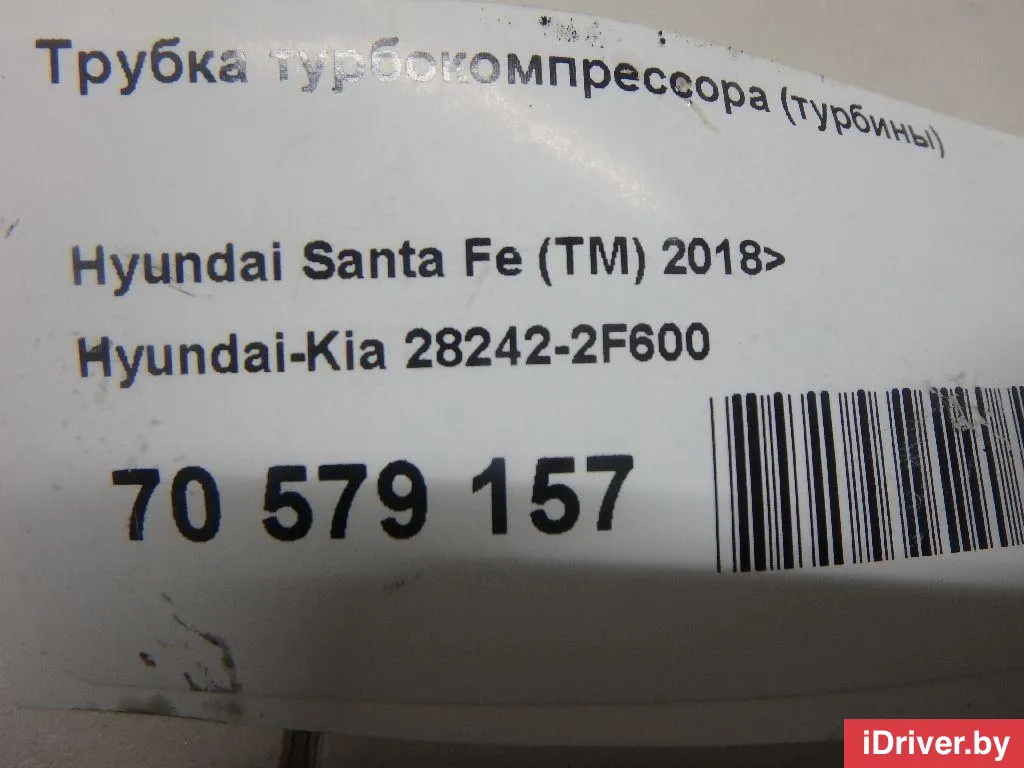 Трубка турбокомпрессора (турбины)
Hyundai Santa Fe (TM) 2018>
Hyundai-Kia 28242-2F600
70 579 157
iDriver.by